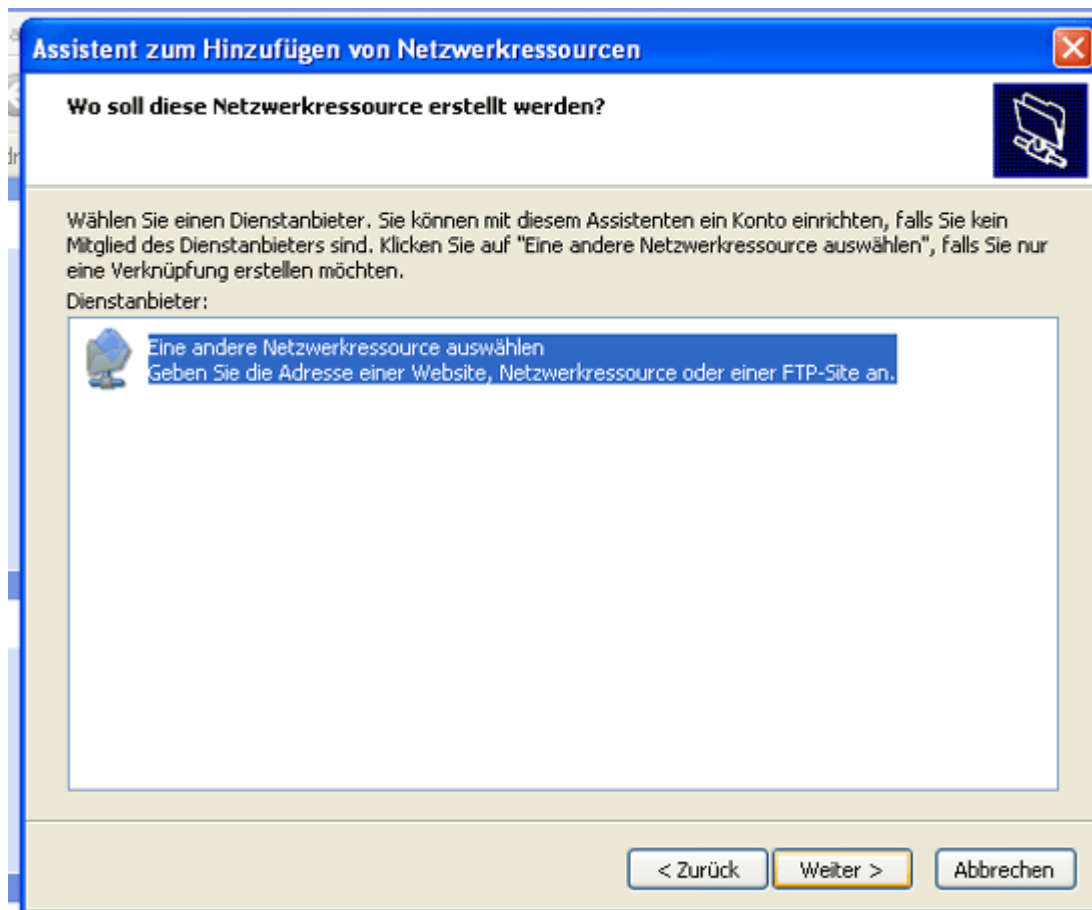 Assistent zum Hinzufügen von Netzwerkressourcen
Wo soll diese Netzwerkressource erstellt werden?
Wählen Sie einen Dienstanbieter. Sie können mit diesem Assistenten ein Konto einrichten, falls Sie kein
Mitglied des Dienstanbieters sind. Klicken Sie auf "Eine andere Netzwerkressource auswählen", falls Sie nur
eine Verknüpfung erstellen möchten.
Dienstanbieter:
Eine andere Netzwerkressource auswählen
Geben Sie die Adresse einer Website, Netzwerkressource oder einer FTP-Site an.
< Zurück
Weiter >
Abbrechen